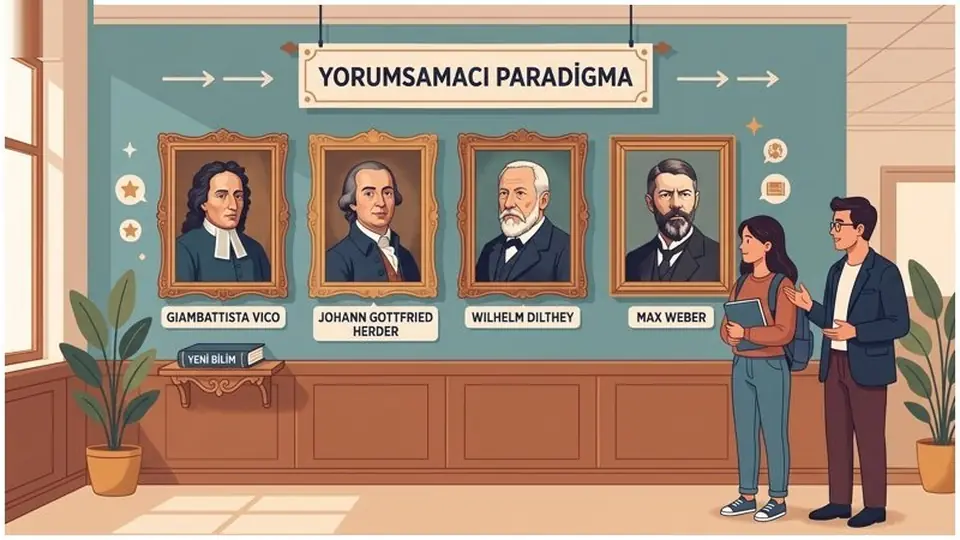 YORUMSAMACI PARADİGMA
GIAMBATTISTA VICO
JOHANN GOTTFRIED
HERDER
WILHELM DILTHEY
MAX WEBER
YENİ BİLİM